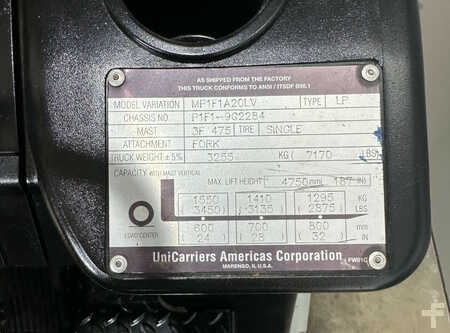 AS SHIPPED FROM THE FACTORY
THIS TRUCK CONFORMS TO ANSI / ITSDF B56.1
MODEL VARIATION MP1F1A20LV TYPE LP
CHASSIS NO P1F1-9G2284
MAST 3F 475 TIRE SINGLE
ATTACHMENT FORK
TRUCK WEIGHT ± 5% 3255 KG ( 7170 LBS)
CAPACITY WITH MAST VERTICAL
MAX. LIFT HEIGHT 4750 mm( 187 IN)
1550 1410 1295 KG
(3450) (3135) (2875) LBS
600 700 800 mm
(24) (28) (32) IN
LOAD CENTER
UniCarriers Americas Corporation
MARENGO, IL U.S.A.